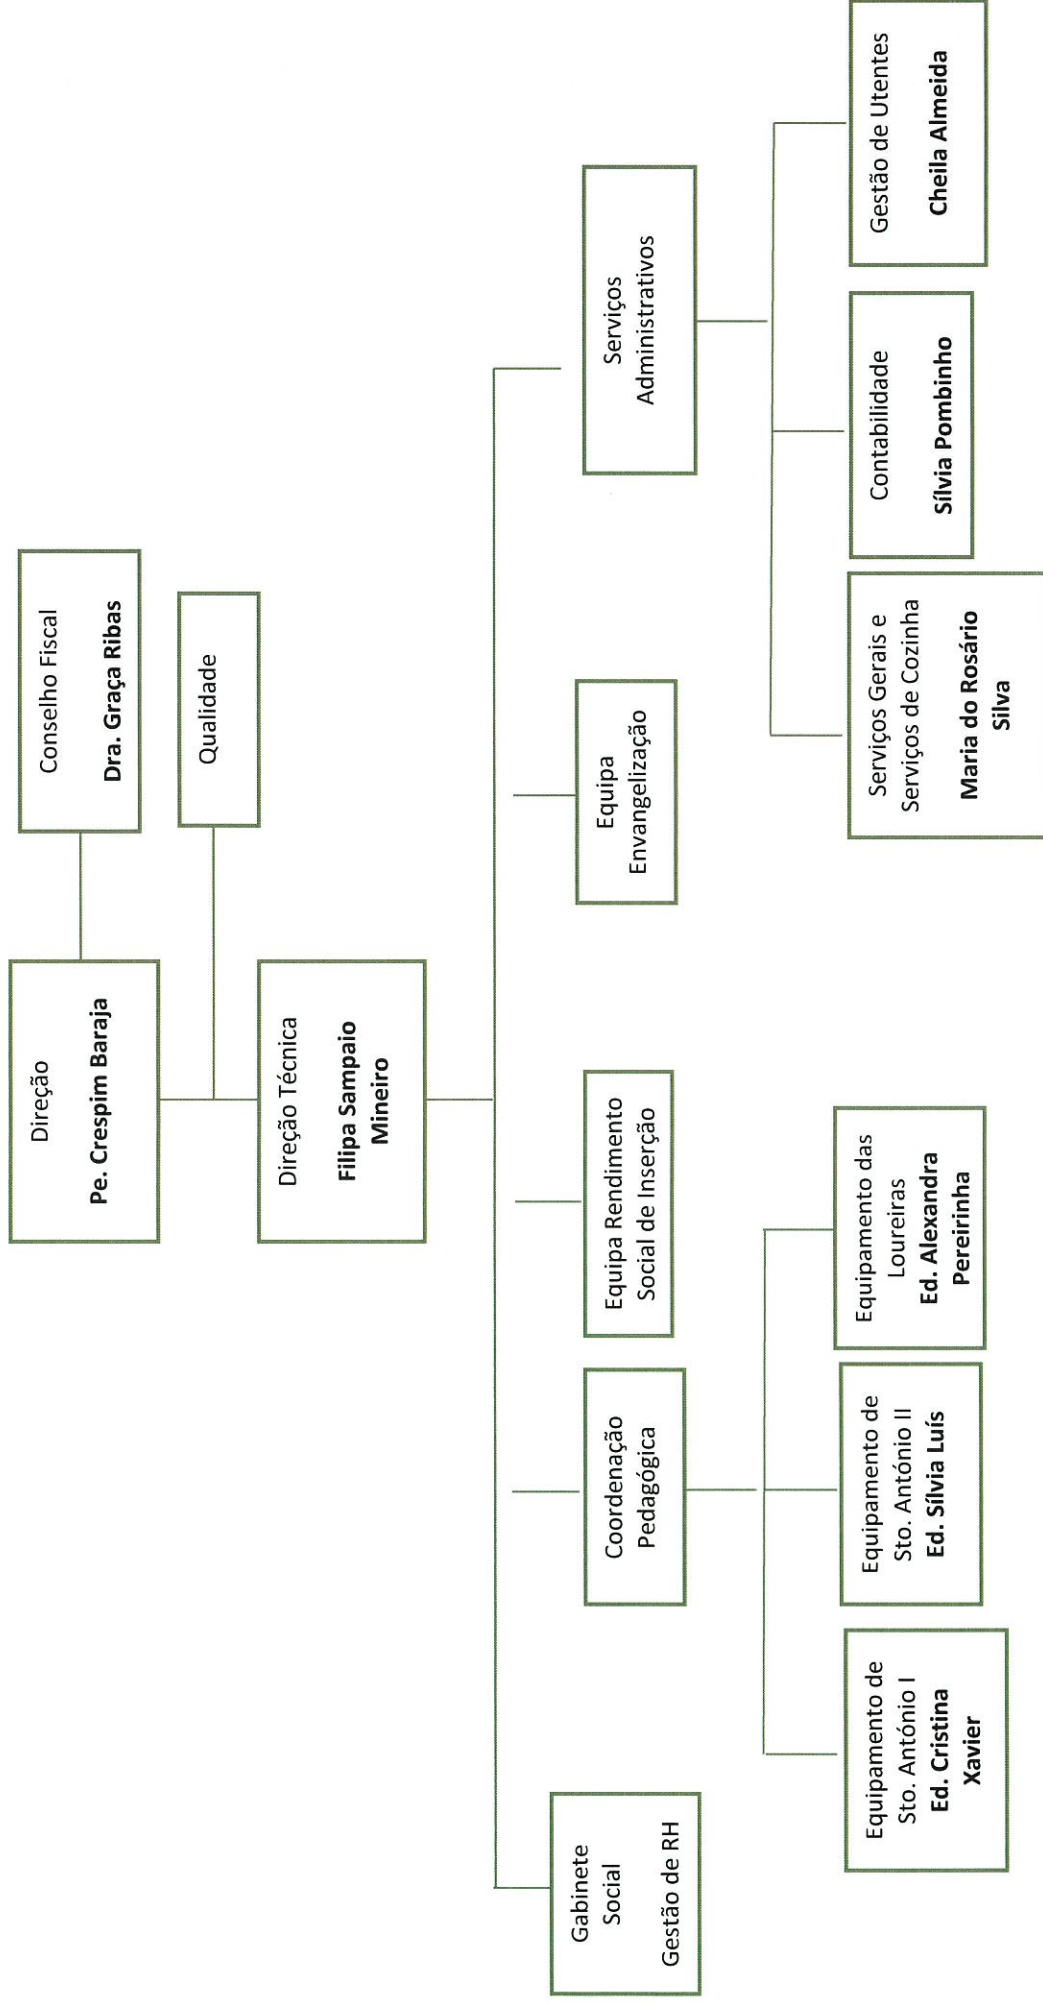 Direção
Pe. Crespim Baraja
Conselho Fiscal
Dra. Graça Ribas
Qualidade
Direção Técnica
Filipa Sampaio
Mineiro
Gabinete
Social
Gestão de RH
Coordenação
Pedagógica
Equipa Rendimento
Social de Inserção
Equipa
Envangelização
Serviços
Administrativos
Equipamento de
Sto. António I
Ed. Cristina
Xavier
Equipamento de
Sto. António II
Ed. Sílvia Luís
Equipamento das
Loureiras
Ed. Alexandra
Pereirinha
Serviços Gerais e
Serviços de Cozinha
Maria do Rosário
Silva
Contabilidade
Sílvia Pombinho
Gestão de Utentes
Cheila Almeida